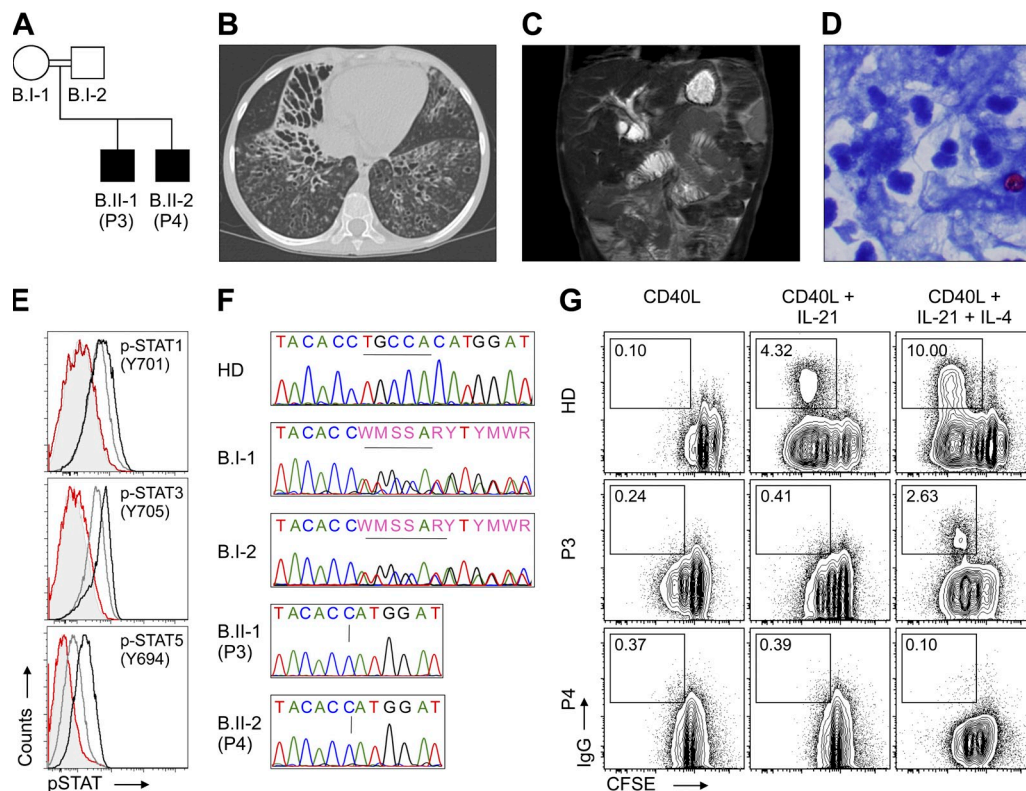 A
B.I-1
B.I-2
B.II-1
(P3)
B.II-2
(P4)
B
C
D
E
p-STAT1
(Y701)
p-STAT3
(Y705)
p-STAT5
(Y694)
Counts
pSTAT
F
HD
TACACCTGCCACATGGAT
B.I-1
TACACCWMSSARYTYMWR
B.I-2
TACACCWMSSARYTYMWR
B.II-1
(P3)
TACACCATGGAT
B.II-2
(P4)
TACACCATGGAT
G
CD40L
CD40L +
IL-21
CD40L +
IL-21 + IL-4
HD
0.10
4.32
10.00
P3
0.24
0.41
2.63
P4
0.37
0.39
0.10
IgG
CFSE